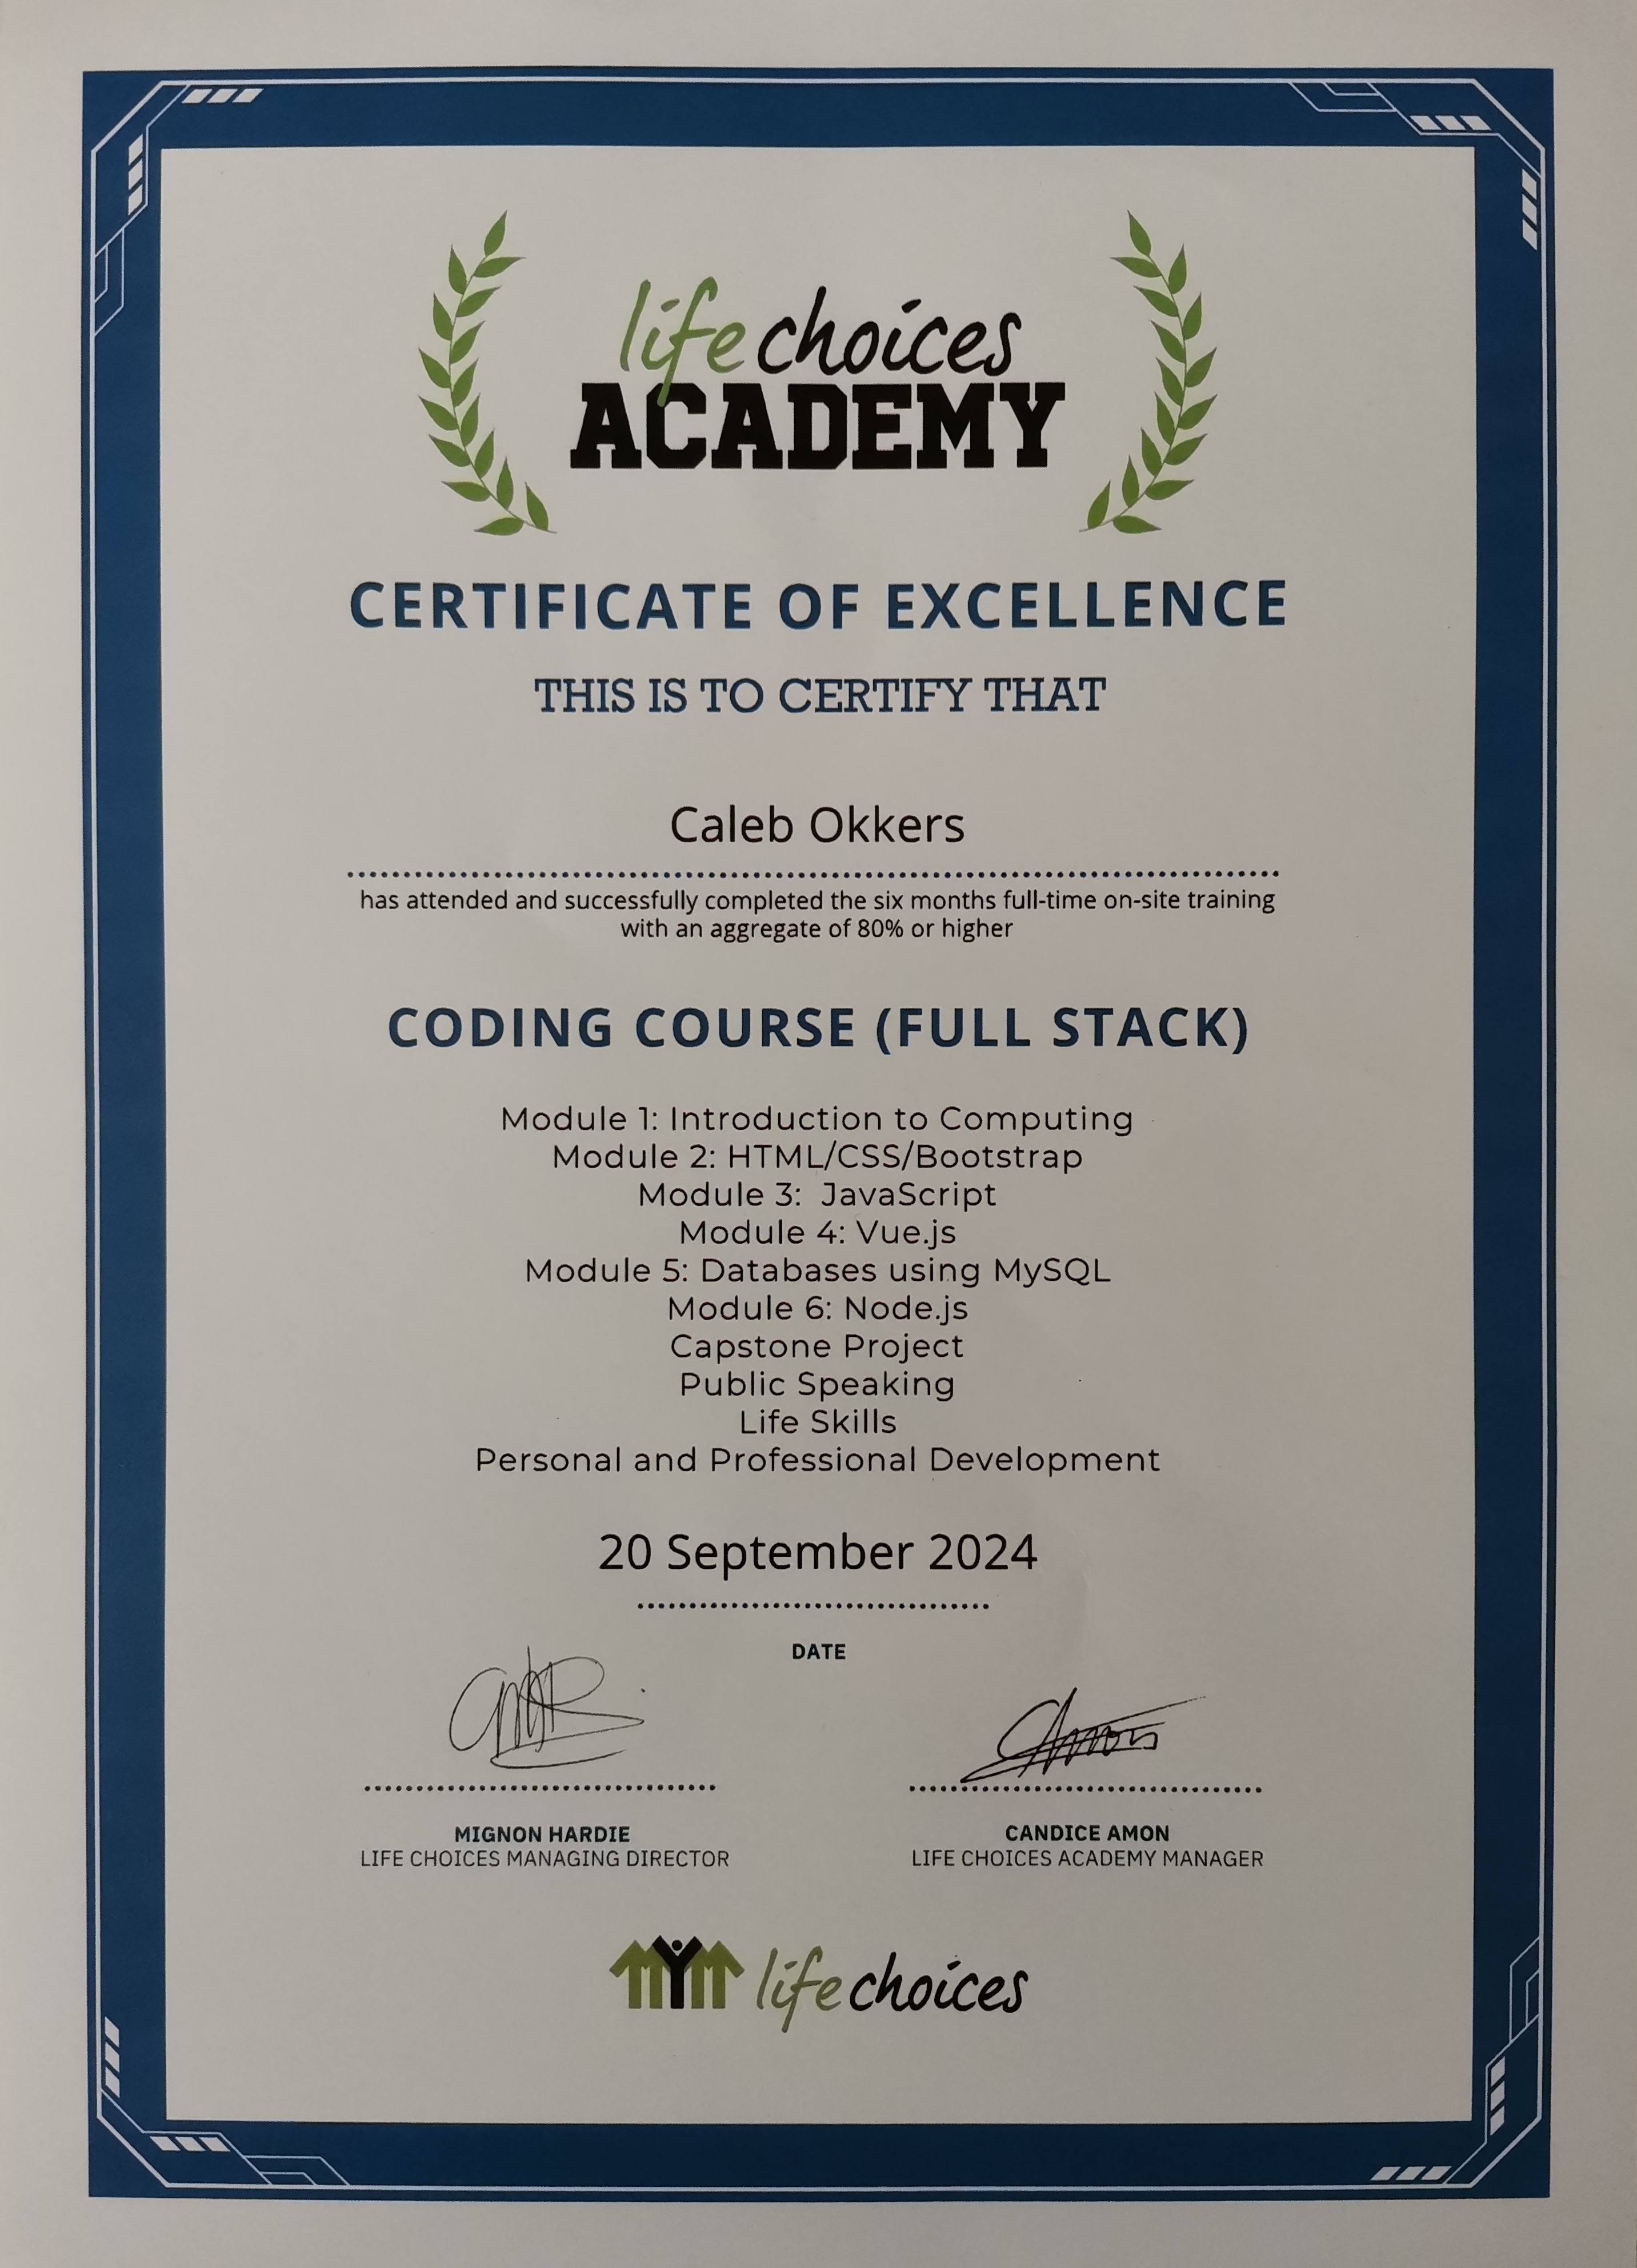 life choices
ACADEMY
CERTIFICATE OF EXCELLENCE
THIS IS TO CERTIFY THAT
Caleb Okkers
has attended and successfully completed the six months full-time on-site training
with an aggregate of 80% or higher
CODING COURSE (FULL STACK)
Module 1: Introduction to Computing
Module 2: HTML/CSS/Bootstrap
Module 3: JavaScript
Module 4: Vue.js
Module 5: Databases using MySQL
Module 6: Node.js
Capstone Project
Public Speaking
Life Skills
Personal and Professional Development
20 September 2024
DATE
MIGNON HARDIE
LIFE CHOICES MANAGING DIRECTOR
CANDICE AMON
LIFE CHOICES ACADEMY MANAGER
life choices